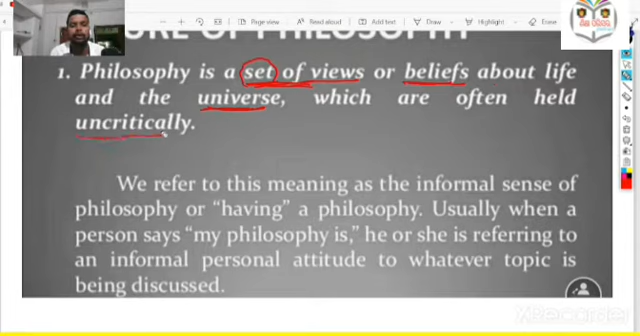 Page view
Read aloud
Add text
Draw
Highlight
Erase
NATURE OF PHILOSOPHY
1. Philosophy is a set of views or beliefs about life
and the universe, which are often held
uncritically.
We refer to this meaning as the informal sense of
philosophy or "having" a philosophy. Usually when a
person says "my philosophy is," he or she is referring to
an informal personal attitude to whatever topic is
being discussed.